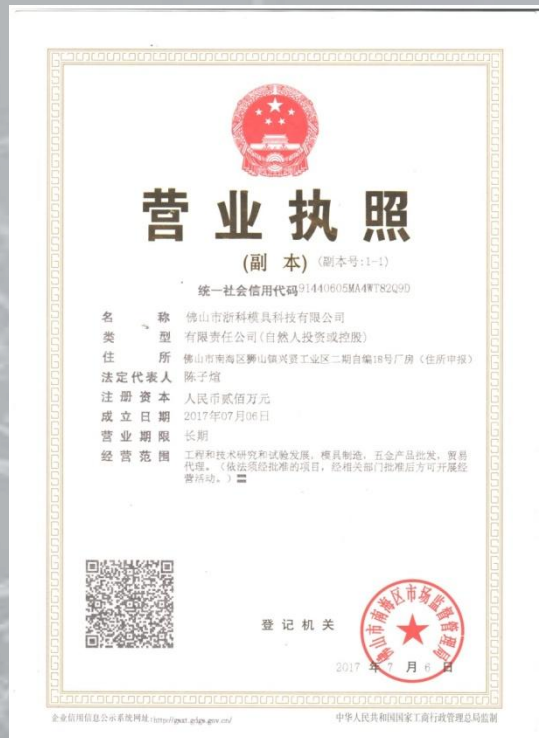 营业执照
(副 本) (副本号:1-1)
统一社会信用代码91440605MA4WT82Q90
名 称 佛山市浙科模具科技有限公司
类 型 有限责任公司(自然人投资或控股)
住 所 佛山市南海区狮山镇兴贤工业区二期自编18号厂房（住所申报）
法定代表人 陈子煊
注册资本 人民币贰佰万元
成立日期 2017年07月06日
营业期限 长期
经营范围 工程和技术研究和试验发展，模具制造，五金产品批发，贸易
代理。（依法须经批准的项目，经相关部门批准后方可开展经
营活动。）
登记机关
佛山市南海区市场监督管理局
2017 年 7 月 6 日
企业信用信息公示系统网址:http://gsxt.gdgs.gov.cn/
中华人民共和国国家工商行政管理总局监制